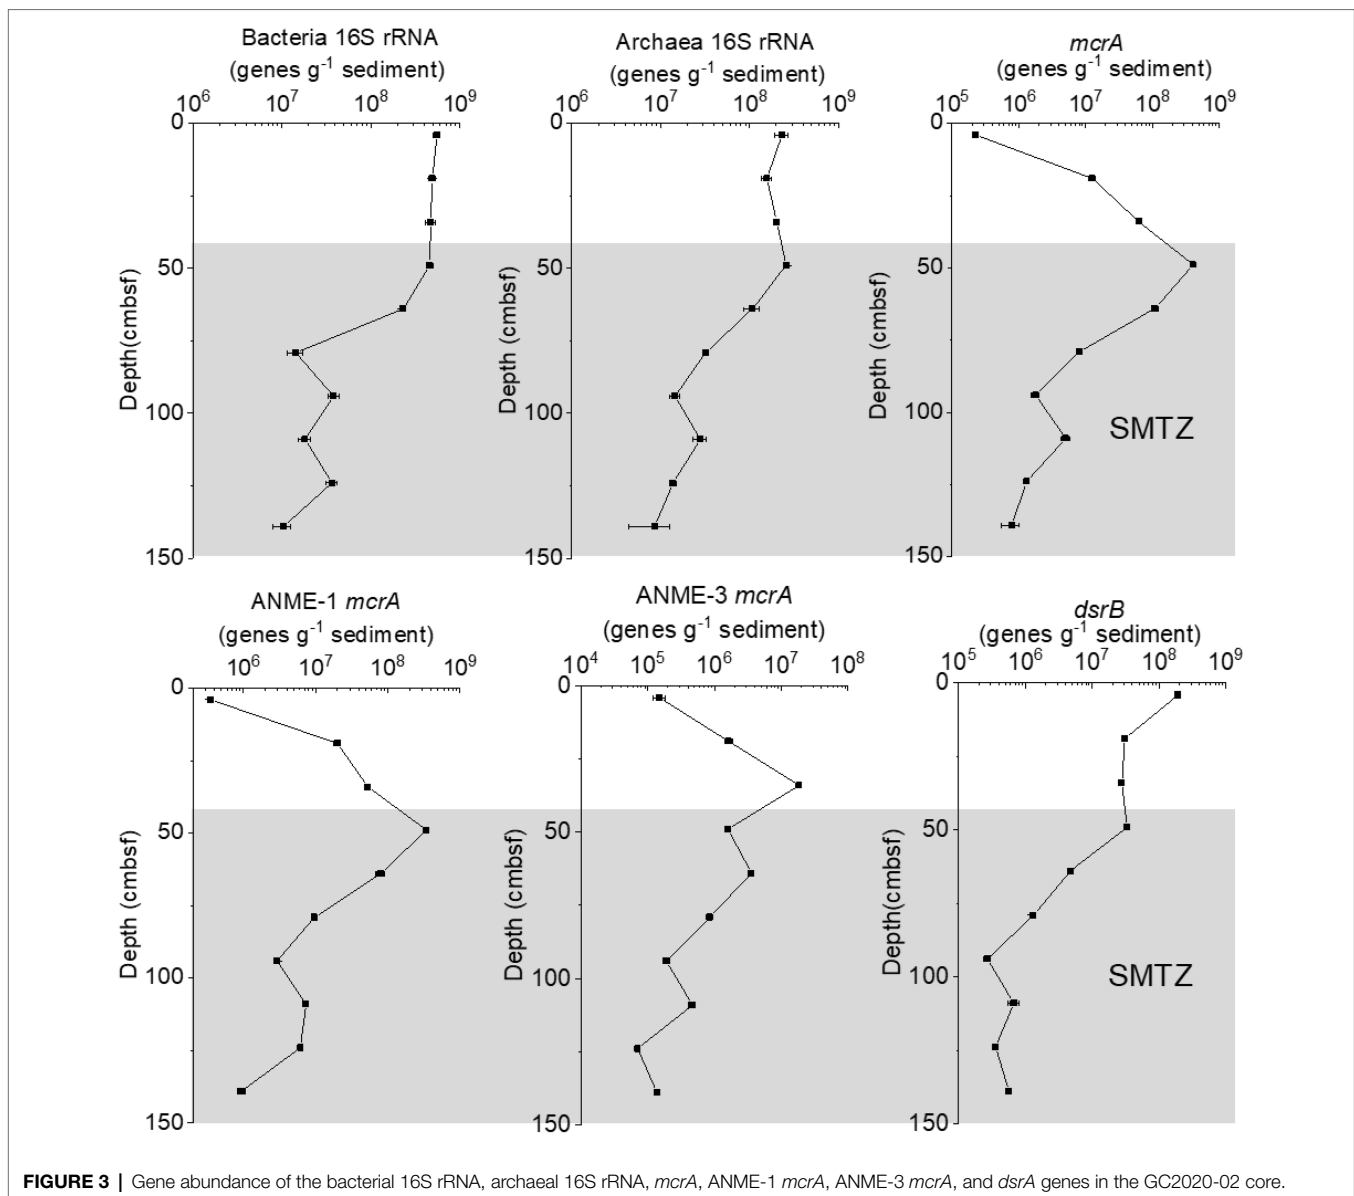 Bacteria 16S rRNA
(genes g-1 sediment)
10^6 10^7 10^8 10^9
0
50
100
150
Depth(cmbsf)
Archaea 16S rRNA
(genes g-1 sediment)
10^6 10^7 10^8 10^9
0
50
100
150
Depth (cmbsf)
mcrA
(genes g-1 sediment)
10^5 10^6 10^7 10^8 10^9
0
50
100
150
Depth (cmbsf)
SMTZ
ANME-1 mcrA
(genes g-1 sediment)
10^6 10^7 10^8 10^9
0
50
100
150
Depth (cmbsf)
ANME-3 mcrA
(genes g-1 sediment)
10^4 10^5 10^6 10^7 10^8
0
50
100
150
Depth (cmbsf)
dsrB
(genes g-1 sediment)
10^5 10^6 10^7 10^8 10^9
0
50
100
150
Depth(cmbsf)
SMTZ
FIGURE 3 | Gene abundance of the bacterial 16S rRNA, archaeal 16S rRNA, mcrA, ANME-1 mcrA, ANME-3 mcrA, and dsrA genes in the GC2020-02 core.